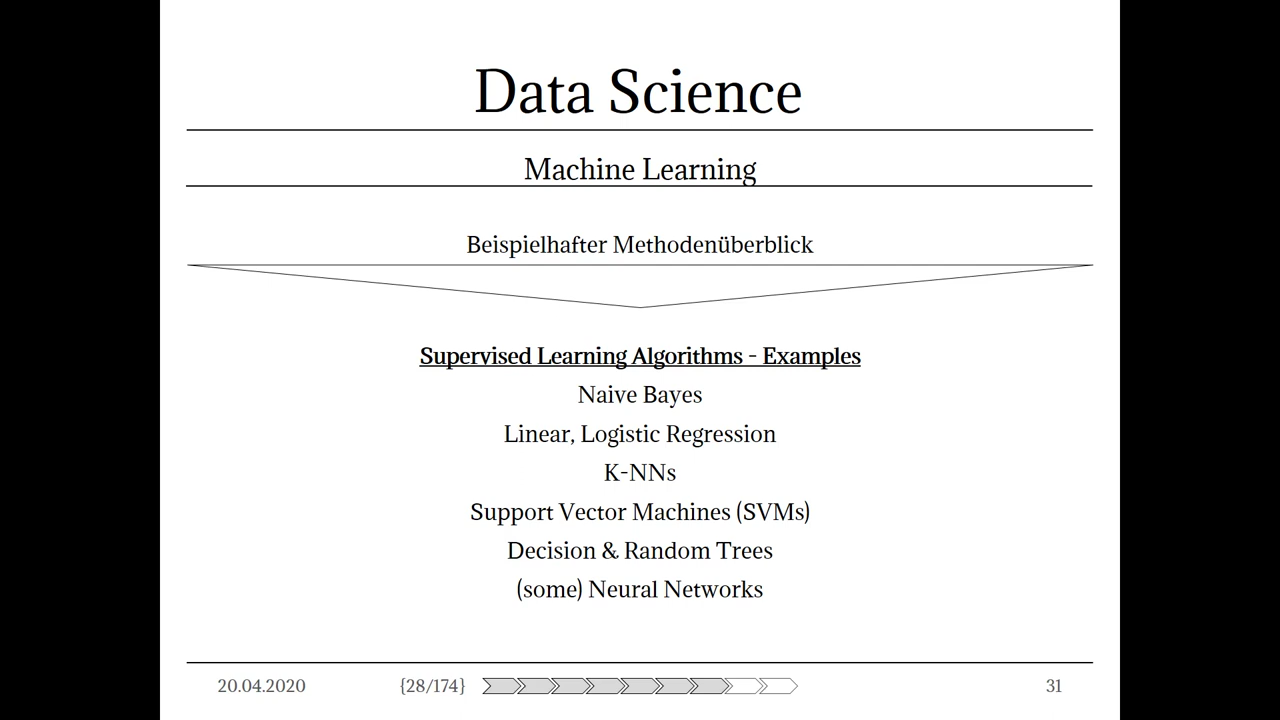 Data Science
Machine Learning
Beispielhafter Methodenüberblick
Supervised Learning Algorithms - Examples
Naive Bayes
Linear, Logistic Regression
K-NNs
Support Vector Machines (SVMs)
Decision & Random Trees
(some) Neural Networks
20.04.2020 {28/174} 31